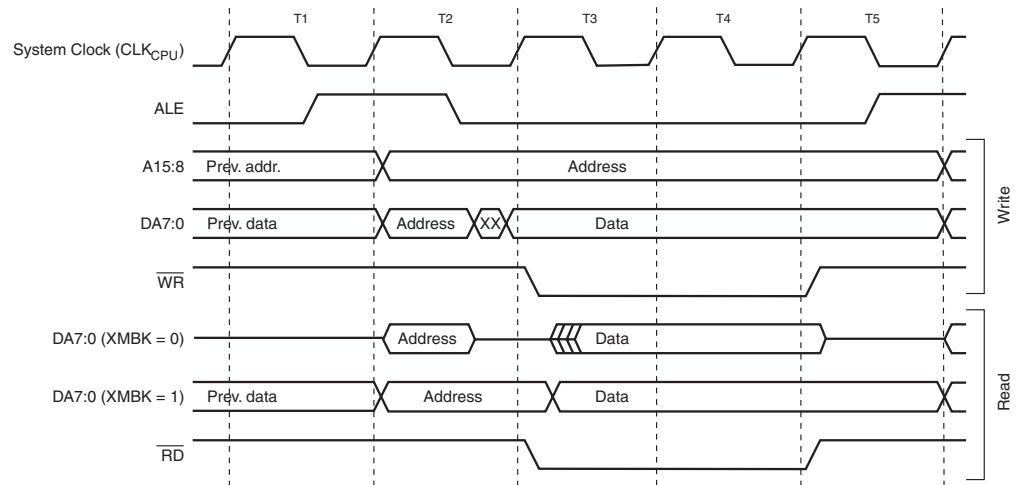 T1 T2 T3 T4 T5
System Clock (CLKCPU)
ALE
A15:8 Prev. addr. Address
DA7:0 Prev. data Address XX Data
WR
Write
DA7:0 (XMBK = 0) Address Data
DA7:0 (XMBK = 1) Prev. data Address Data
RD
Read